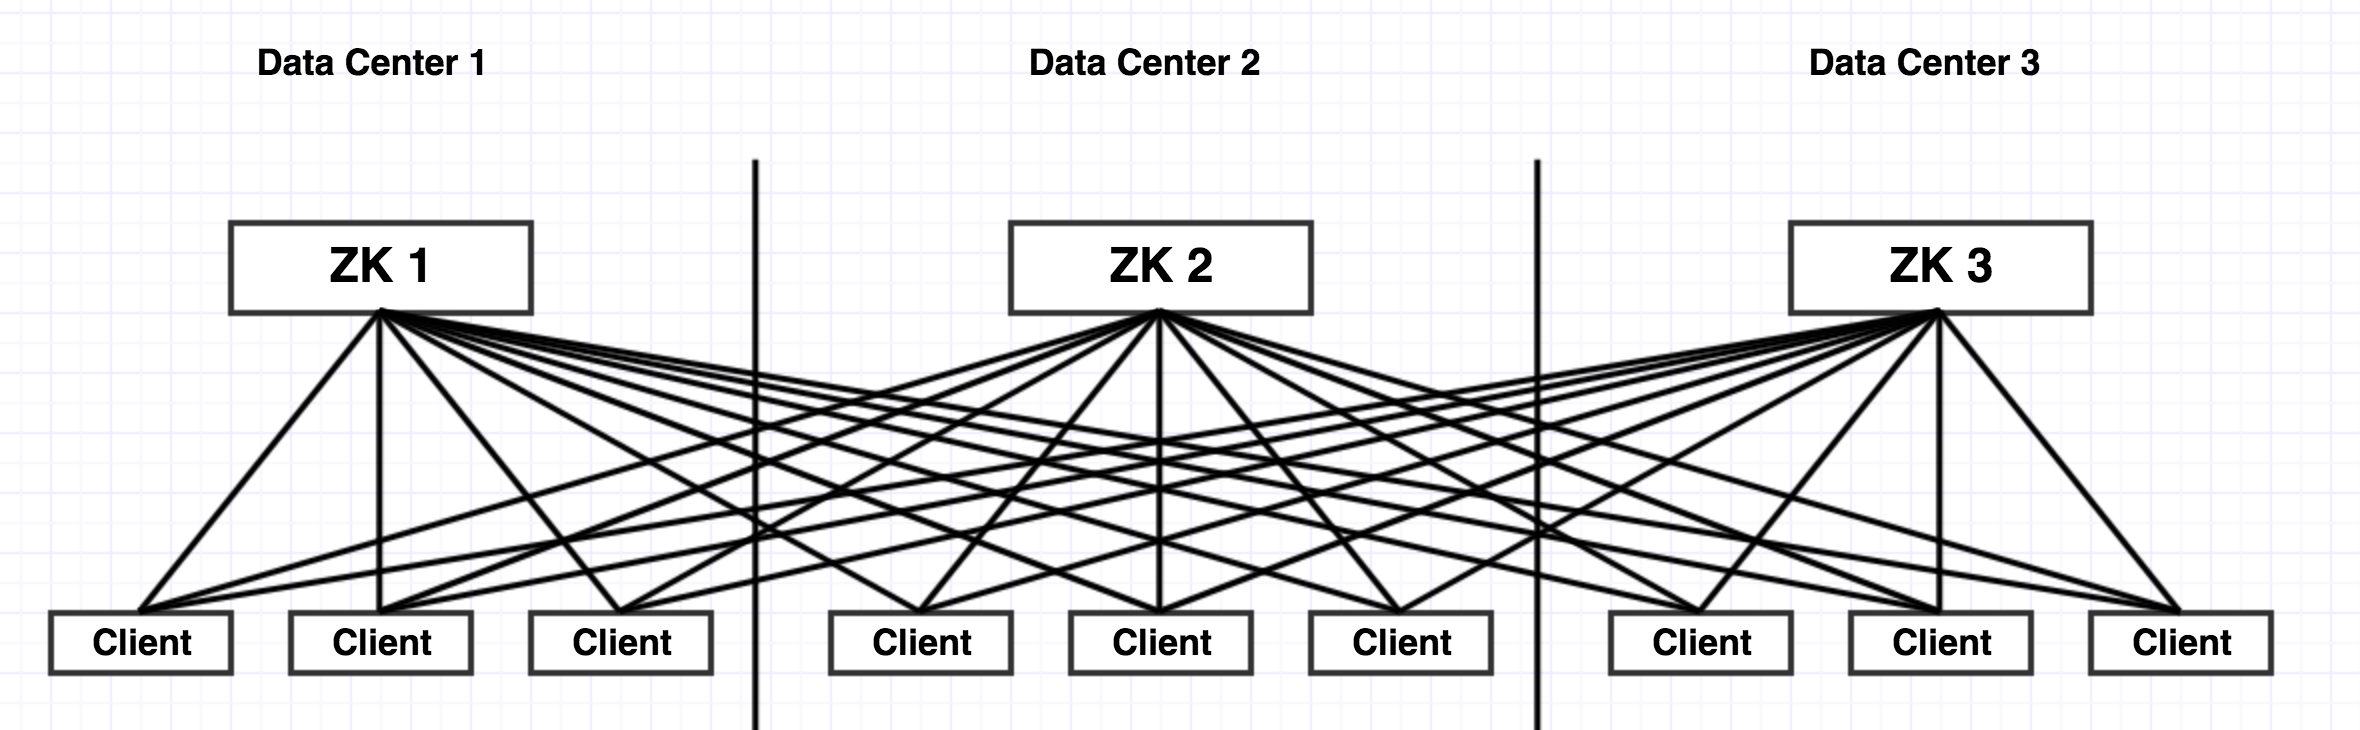 Data Center 1
Data Center 2
Data Center 3
ZK 1
ZK 2
ZK 3
Client
Client
Client
Client
Client
Client
Client
Client
Client